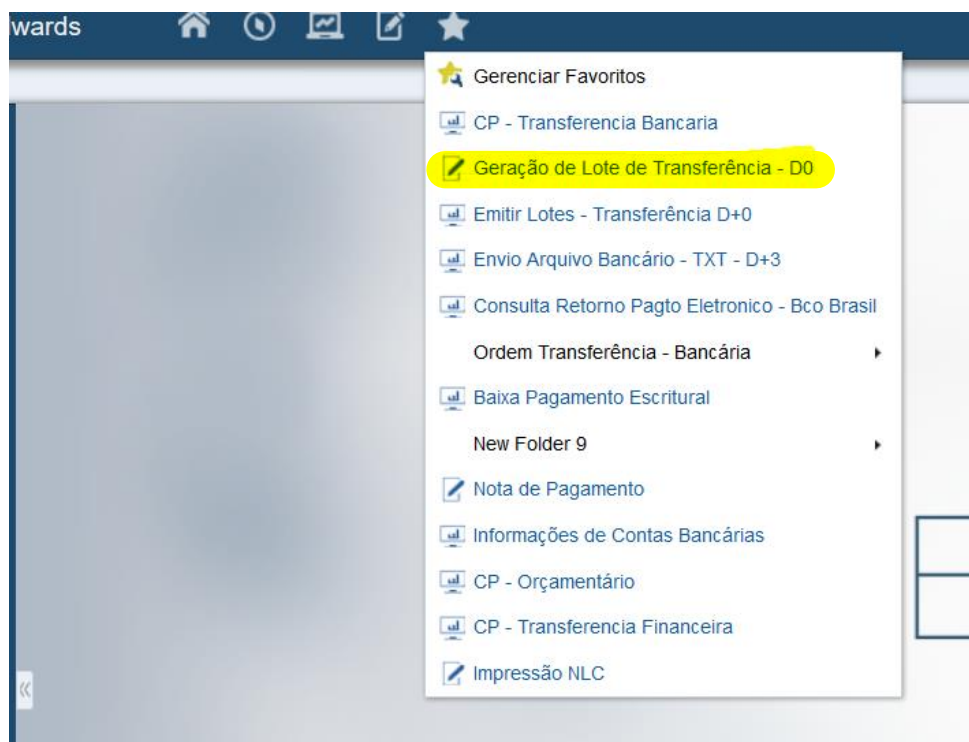 wards
Gerenciar Favoritos
CP - Transferencia Bancaria
Geração de Lote de Transferência - D0
Emitir Lotes - Transferência D+0
Envio Arquivo Bancário - TXT - D+3
Consulta Retorno Pagto Eletronico - Bco Brasil
Ordem Transferência - Bancária
Baixa Pagamento Escritural
New Folder 9
Nota de Pagamento
Informações de Contas Bancárias
CP - Orçamentário
CP - Transferencia Financeira
Impressão NLC